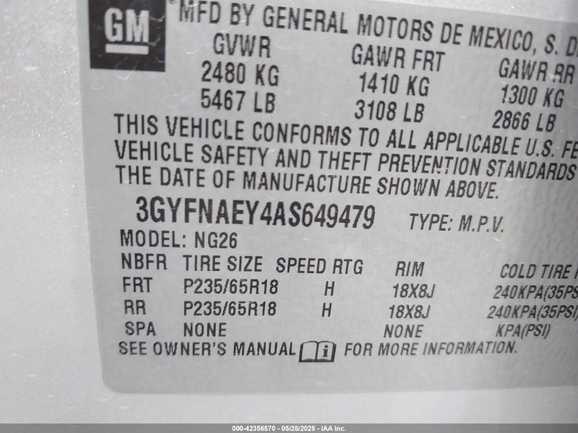 GM
MFD BY GENERAL MOTORS DE MEXICO, S. D
GVWR GAWR FRT GAWR RR
2480 KG 1410 KG 1300 KG
5467 LB 3108 LB 2866 LB
THIS VEHICLE CONFORMS TO ALL APPLICABLE U.S. FE
VEHICLE SAFETY AND THEFT PREVENTION STANDARDS
THE DATE OF MANUFACTURE SHOWN ABOVE.
3GYFNAEY4AS649479 TYPE: M.P.V.
MODEL: NG26
NBFR TIRE SIZE SPEED RTG RIM COLD TIRE
FRT P235/65R18 H 18X8J 240KPA(35PSI)
RR P235/65R18 H 18X8J 240KPA(35PSI)
SPA NONE NONE KPA(PSI)
SEE OWNER'S MANUAL FOR MORE INFORMATION.
000-42356570 - 05/28/2025 - IAA Inc.